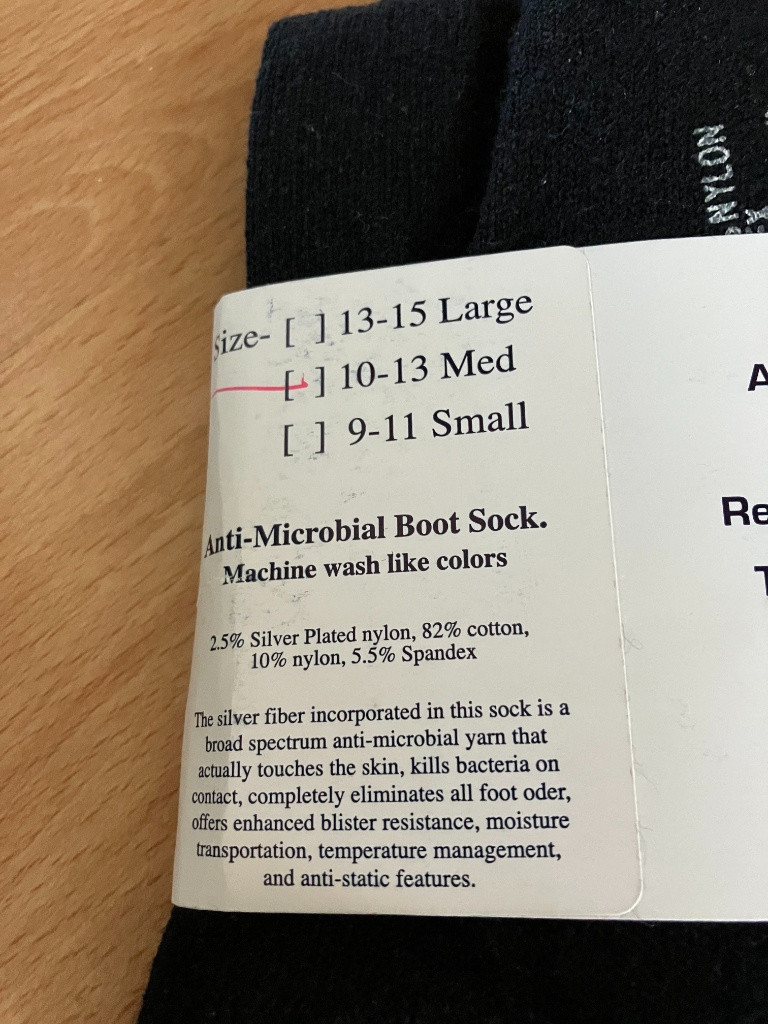 Size- [ ] 13-15 Large
[ ] 10-13 Med
[ ] 9-11 Small
Anti-Microbial Boot Sock.
Machine wash like colors
2.5% Silver Plated nylon, 82% cotton,
10% nylon, 5.5% Spandex
The silver fiber incorporated in this sock is a
broad spectrum anti-microbial yarn that
actually touches the skin, kills bacteria on
contact, completely eliminates all foot oder,
offers enhanced blister resistance, moisture
transportation, temperature management,
and anti-static features.
NYLON